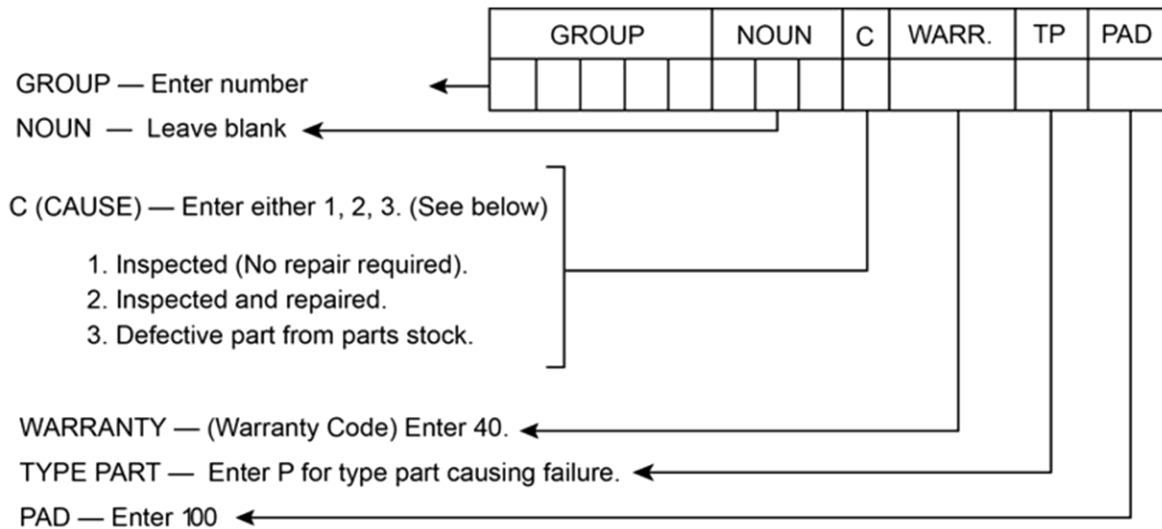 GROUP NOUN C WARR. TP PAD
GROUP — Enter number
NOUN — Leave blank
C (CAUSE) — Enter either 1, 2, 3. (See below)
1. Inspected (No repair required).
2. Inspected and repaired.
3. Defective part from parts stock.
WARRANTY — (Warranty Code) Enter 40.
TYPE PART — Enter P for type part causing failure.
PAD — Enter 100